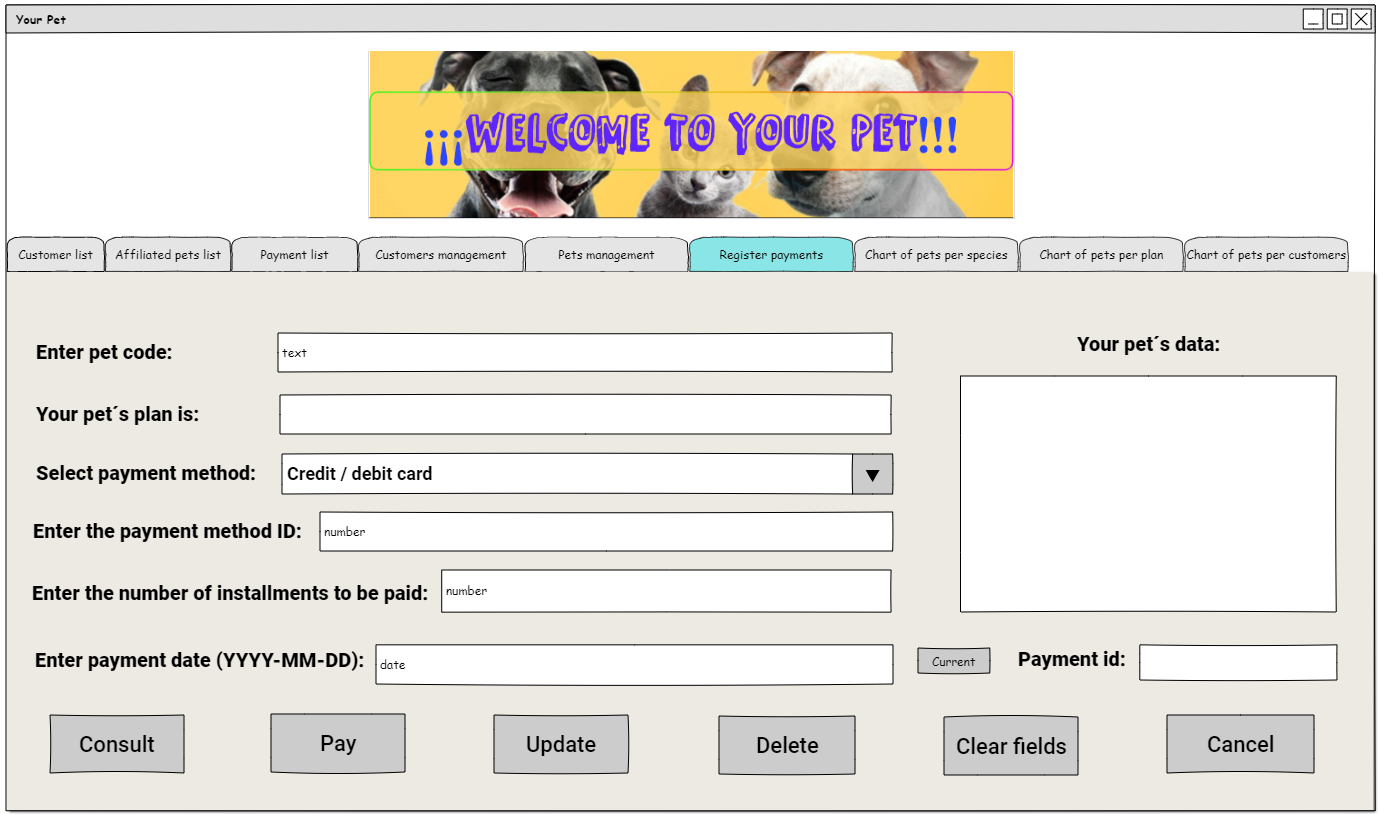 Your Pet
¡¡¡WELCOME TO YOUR PET!!!
Customer list
Affiliated pets list
Payment list
Customers management
Pets management
Register payments
Chart of pets per species
Chart of pets per plan
Chart of pets per customers
Enter pet code:
text
Your pet´s data:
Your pet´s plan is:
Select payment method:
Credit / debit card
Enter the payment method ID:
number
Enter the number of installments to be paid:
number
Enter payment date (YYYY-MM-DD):
date
Current
Payment id:
Consult
Pay
Update
Delete
Clear fields
Cancel